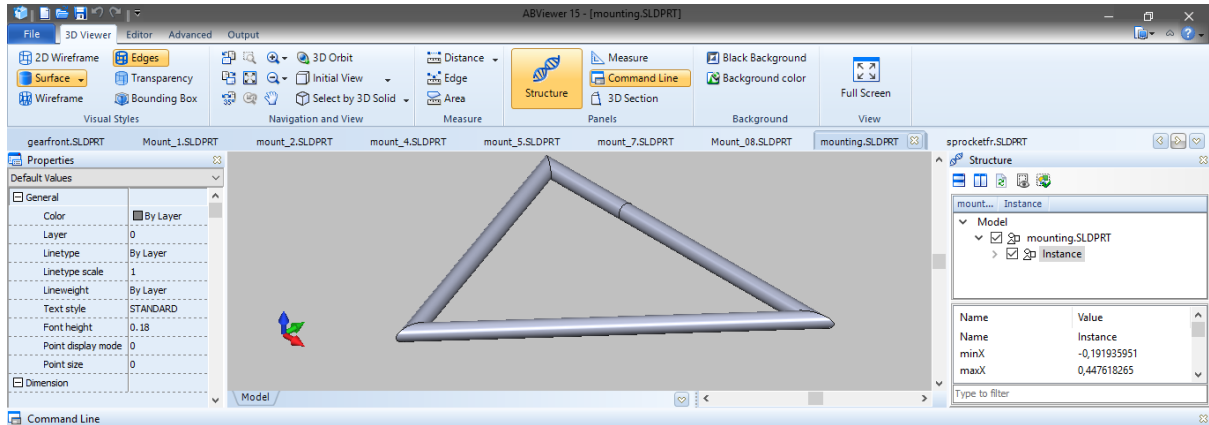 ABViewer 15 - [mounting.SLDPRT]
File 3D Viewer Editor Advanced Output
2D Wireframe Edges 3D Orbit Distance Measure Black Background
Surface Transparency Initial View Edge Structure Command Line Background color Full Screen
Wireframe Bounding Box Select by 3D Solid Area 3D Section
Visual Styles Navigation and View Measure Panels Background View
gearfront.SLDPRT Mount_1.SLDPRT mount_2.SLDPRT mount_4.SLDPRT mount_5.SLDPRT mount_7.SLDPRT Mount_08.SLDPRT mounting.SLDPRT sprocketfr.SLDPRT
Properties
Default Values
General
Color By Layer
Layer 0
Linetype By Layer
Linetype scale 1
Lineweight By Layer
Text style STANDARD
Font height 0.18
Point display mode 0
Point size 0
Dimension
Model
Structure
mount... Instance
Model
mounting.SLDPRT
Instance
Name Value
Name Instance
minX -0,191935951
maxX 0,447618265
Type to filter
Command Line